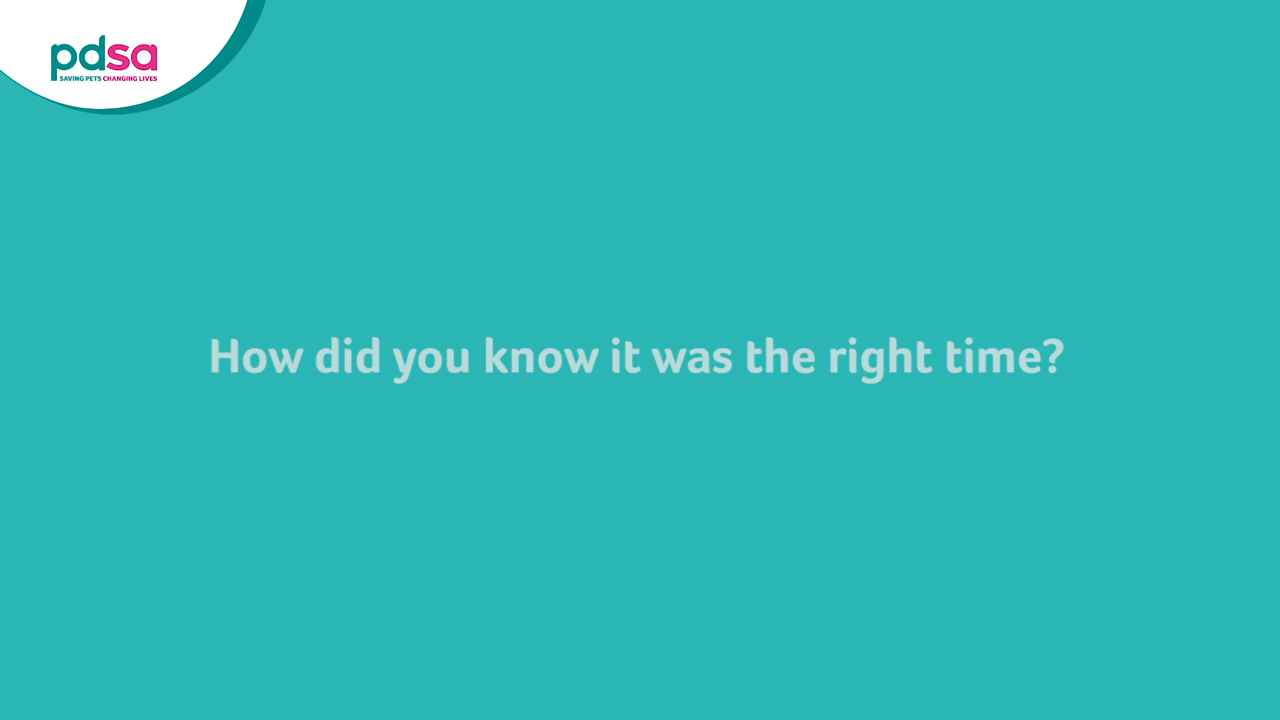 pdsa
SAVING PETS CHANGING LIVES
How did you know it was the right time?